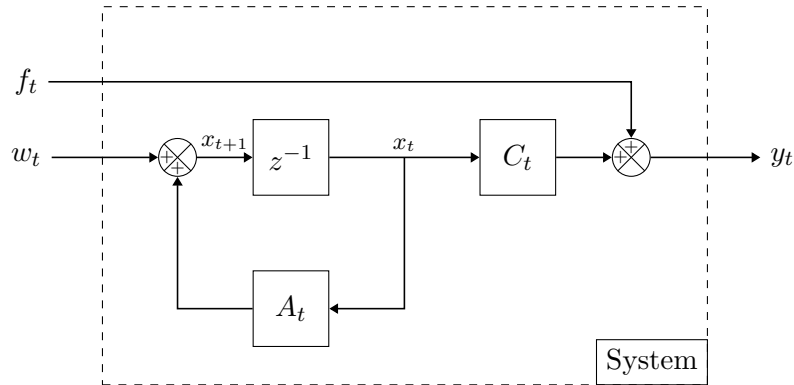 f_t
w_t
+
+
x_{t+1}
z^{-1}
x_t
C_t
+
+
y_t
A_t
System